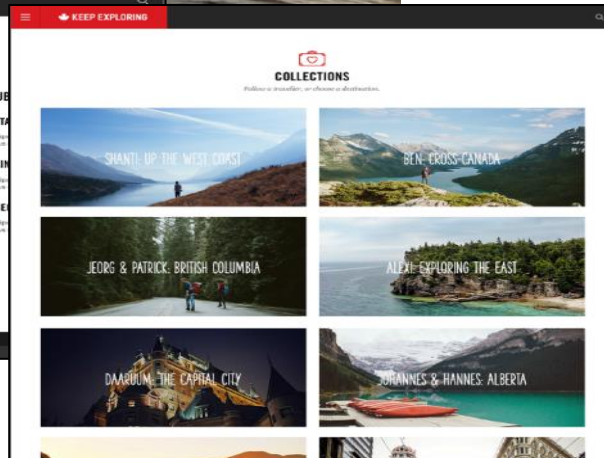 KEEP EXPLORING
COLLECTIONS
Follow a traveller, or choose a destination.
SHANTI: UP THE WEST COAST
BEN: CROSS-CANADA
JEORG & PATRICK: BRITISH COLUMBIA
ALEXI: EXPLORING THE EAST
DAARUUM: THE CAPITAL CITY
JOHANNES & HANNES: ALBERTA